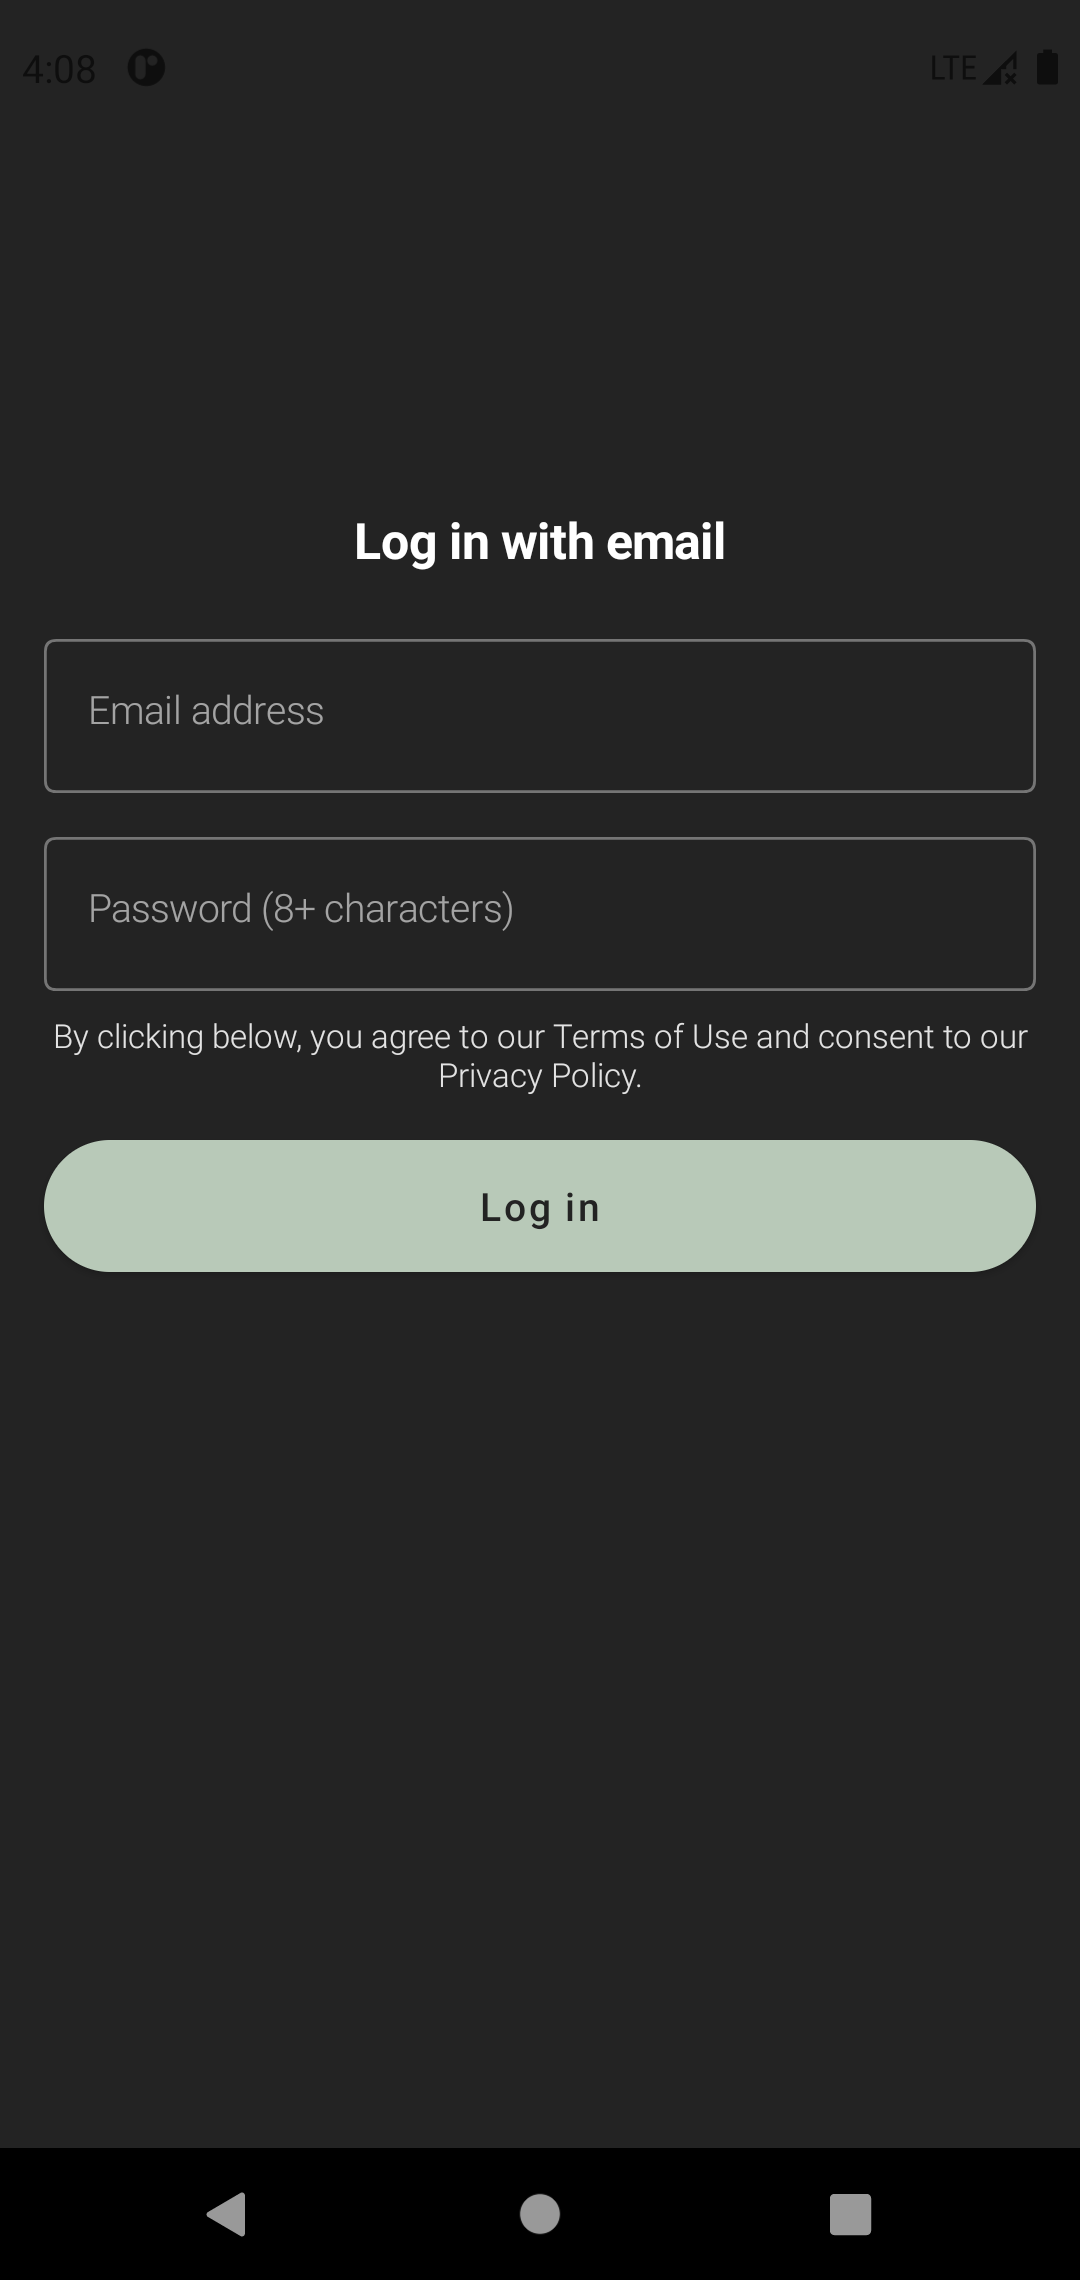 4:08
LTE
Log in with email
Email address
Password (8+ characters)
By clicking below, you agree to our Terms of Use and consent to our
Privacy Policy.
Log in